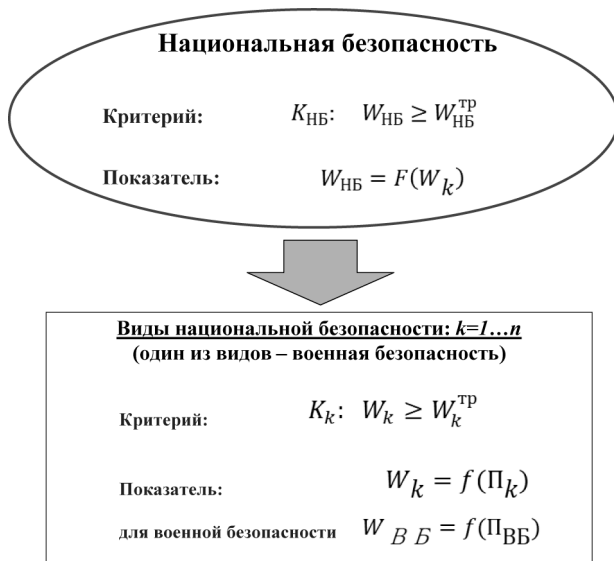 Национальная безопасность
Критерий: K_НБ: W_НБ ≥ W_НБ^тр
Показатель: W_НБ = F(W_k)
Виды национальной безопасности: k=1…n
(один из видов – военная безопасность)
Критерий: K_k: W_k ≥ W_k^тр
Показатель: W_k = f(П_k)
для военной безопасности W_ВБ = f(П_ВБ)